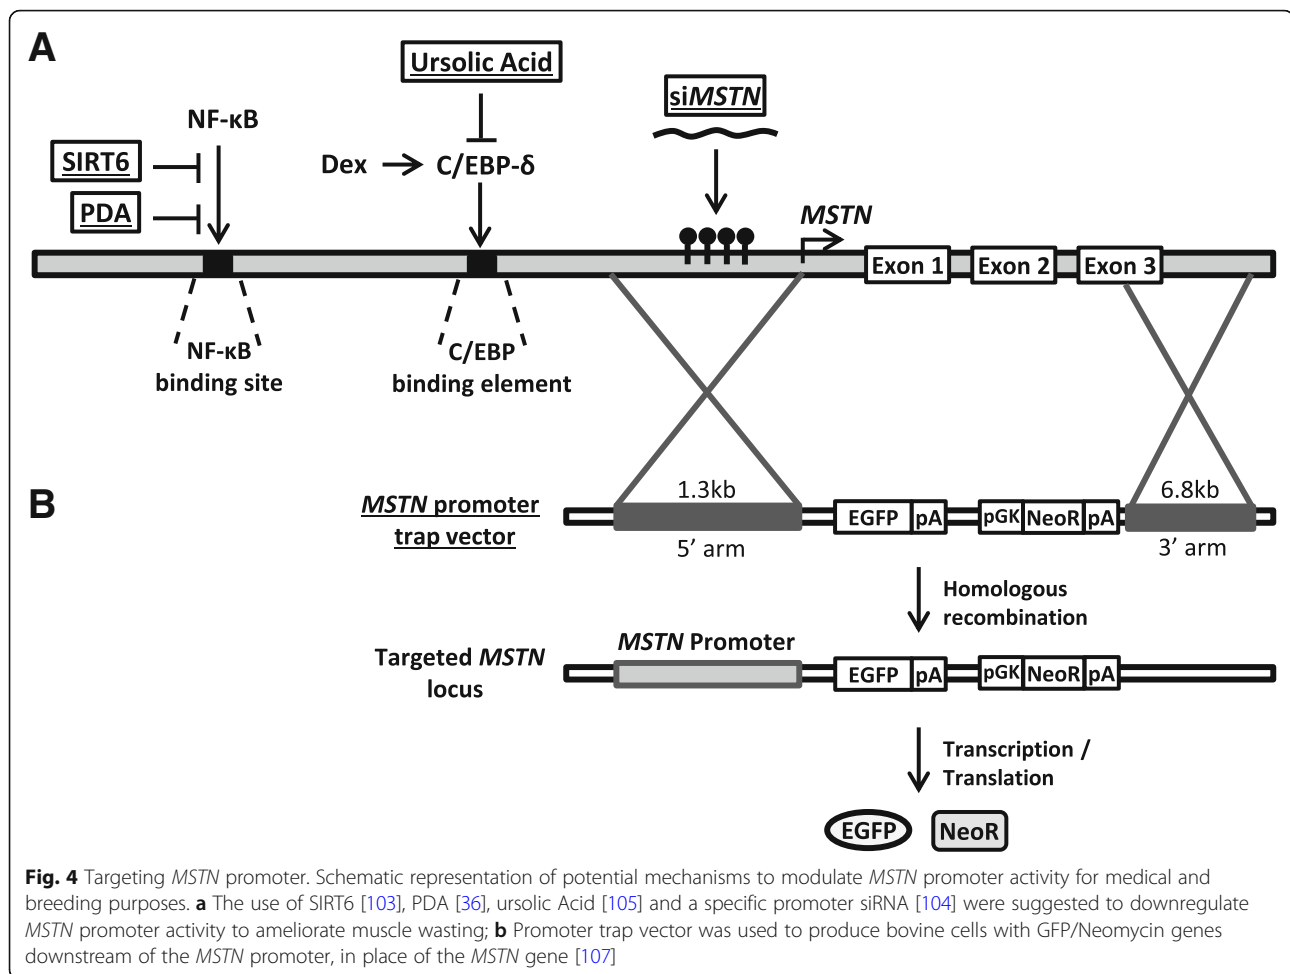 A
Ursolic Acid
siMSTN
NF-κB
SIRT6
Dex
C/EBP-δ
PDA
MSTN
Exon 1
Exon 2
Exon 3
NF-κB
binding site
C/EBP
binding element
B
MSTN promoter
trap vector
1.3kb
6.8kb
EGFP
pA
pGK
NeoR
pA
5’ arm
3’ arm
Homologous
recombination
Targeted MSTN
locus
MSTN Promoter
EGFP
pA
pGK
NeoR
pA
Transcription /
Translation
EGFP
NeoR
Fig. 4 Targeting MSTN promoter. Schematic representation of potential mechanisms to modulate MSTN promoter activity for medical and
breeding purposes. a The use of SIRT6 [103], PDA [36], ursolic Acid [105] and a specific promoter siRNA [104] were suggested to downregulate
MSTN promoter activity to ameliorate muscle wasting; b Promoter trap vector was used to produce bovine cells with GFP/Neomycin genes
downstream of the MSTN promoter, in place of the MSTN gene [107]